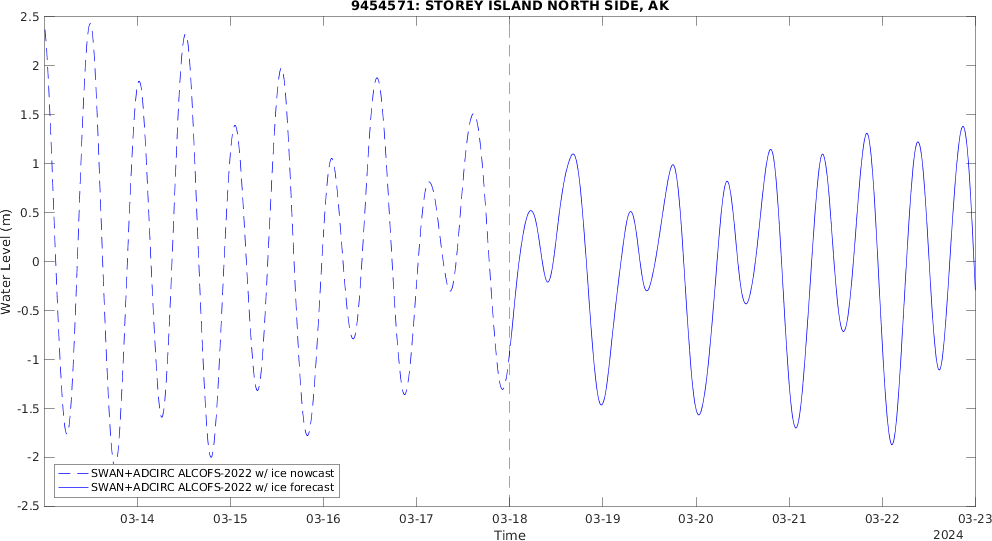 9454571: STOREY ISLAND NORTH SIDE, AK
Water Level (m)
2.5
2
1.5
1
0.5
0
-0.5
-1
-1.5
-2
-2.5
SWAN+ADCIRC ALCOFS-2022 w/ ice nowcast
SWAN+ADCIRC ALCOFS-2022 w/ ice forecast
03-14 03-15 03-16 03-17 03-18 03-19 03-20 03-21 03-22 03-23
Time
2024